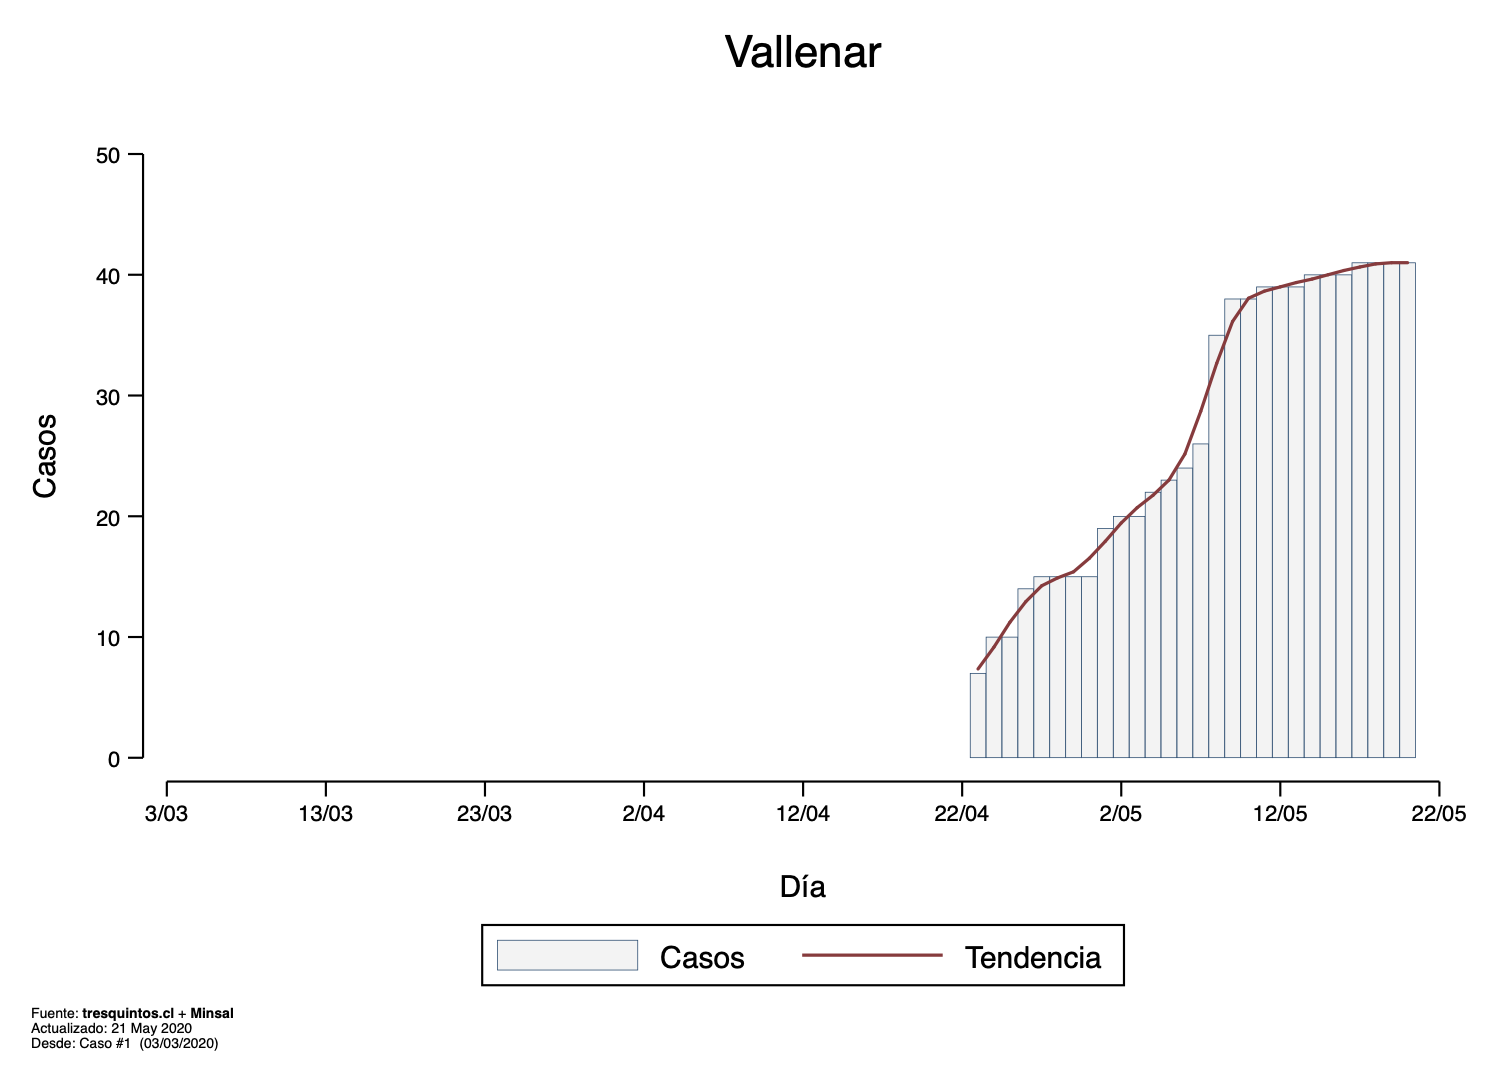 Vallenar
50
40
30
20
10
0
Casos
3/03 13/03 23/03 2/04 12/04 22/04 2/05 12/05 22/05
Día
Casos Tendencia
Fuente: tresquintos.cl + Minsal
Actualizado: 21 May 2020
Desde: Caso #1 (03/03/2020)